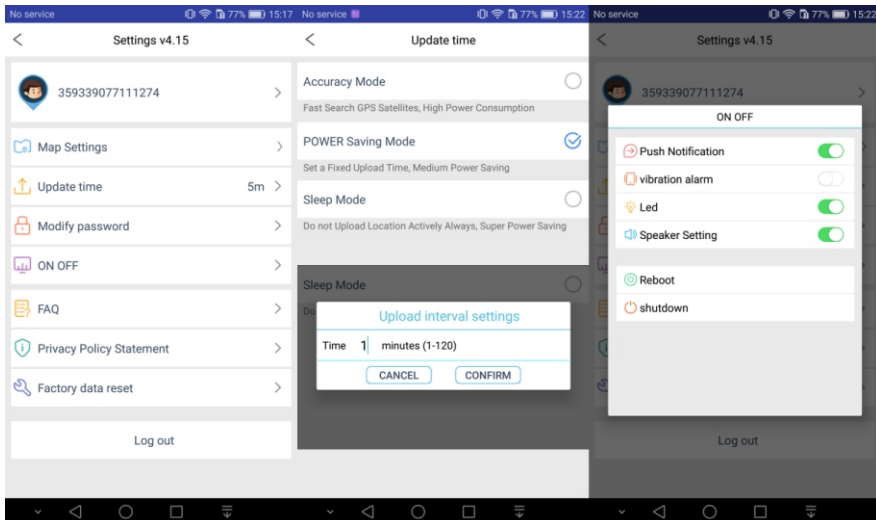 No service 77% 15:17
Settings v4.15
359339077111274
Map Settings
Update time 5m
Modify password
ON OFF
FAQ
Privacy Policy Statement
Factory data reset
Log out
No service 77% 15:22
Update time
Accuracy Mode
Fast Search GPS Satellites, High Power Consumption
POWER Saving Mode
Set a Fixed Upload Time, Medium Power Saving
Sleep Mode
Do not Upload Location Actively Always, Super Power Saving
Sleep Mode
Do
Upload interval settings
Time 1 minutes (1-120)
CANCEL CONFIRM
No service 77% 15:22
Settings v4.15
359339077111274
ON OFF
Push Notification
vibration alarm
Led
Speaker Setting
Reboot
shutdown
Log out